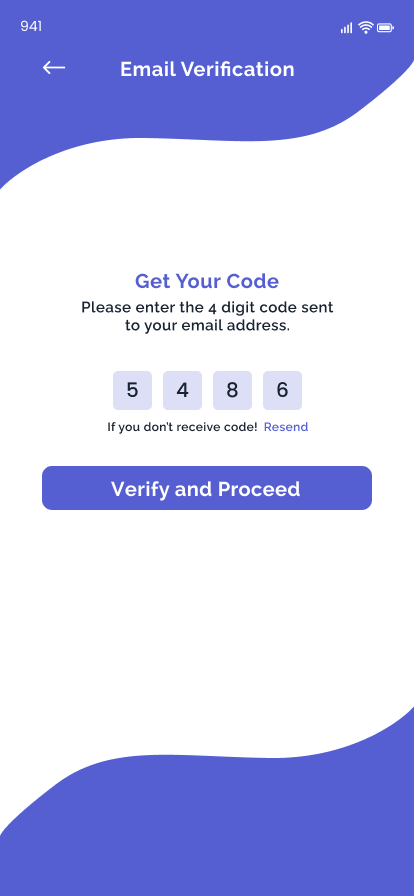 941
Email Verification
Get Your Code
Please enter the 4 digit code sent
to your email address.
5 4 8 6
If you don't receive code! Resend
Verify and Proceed